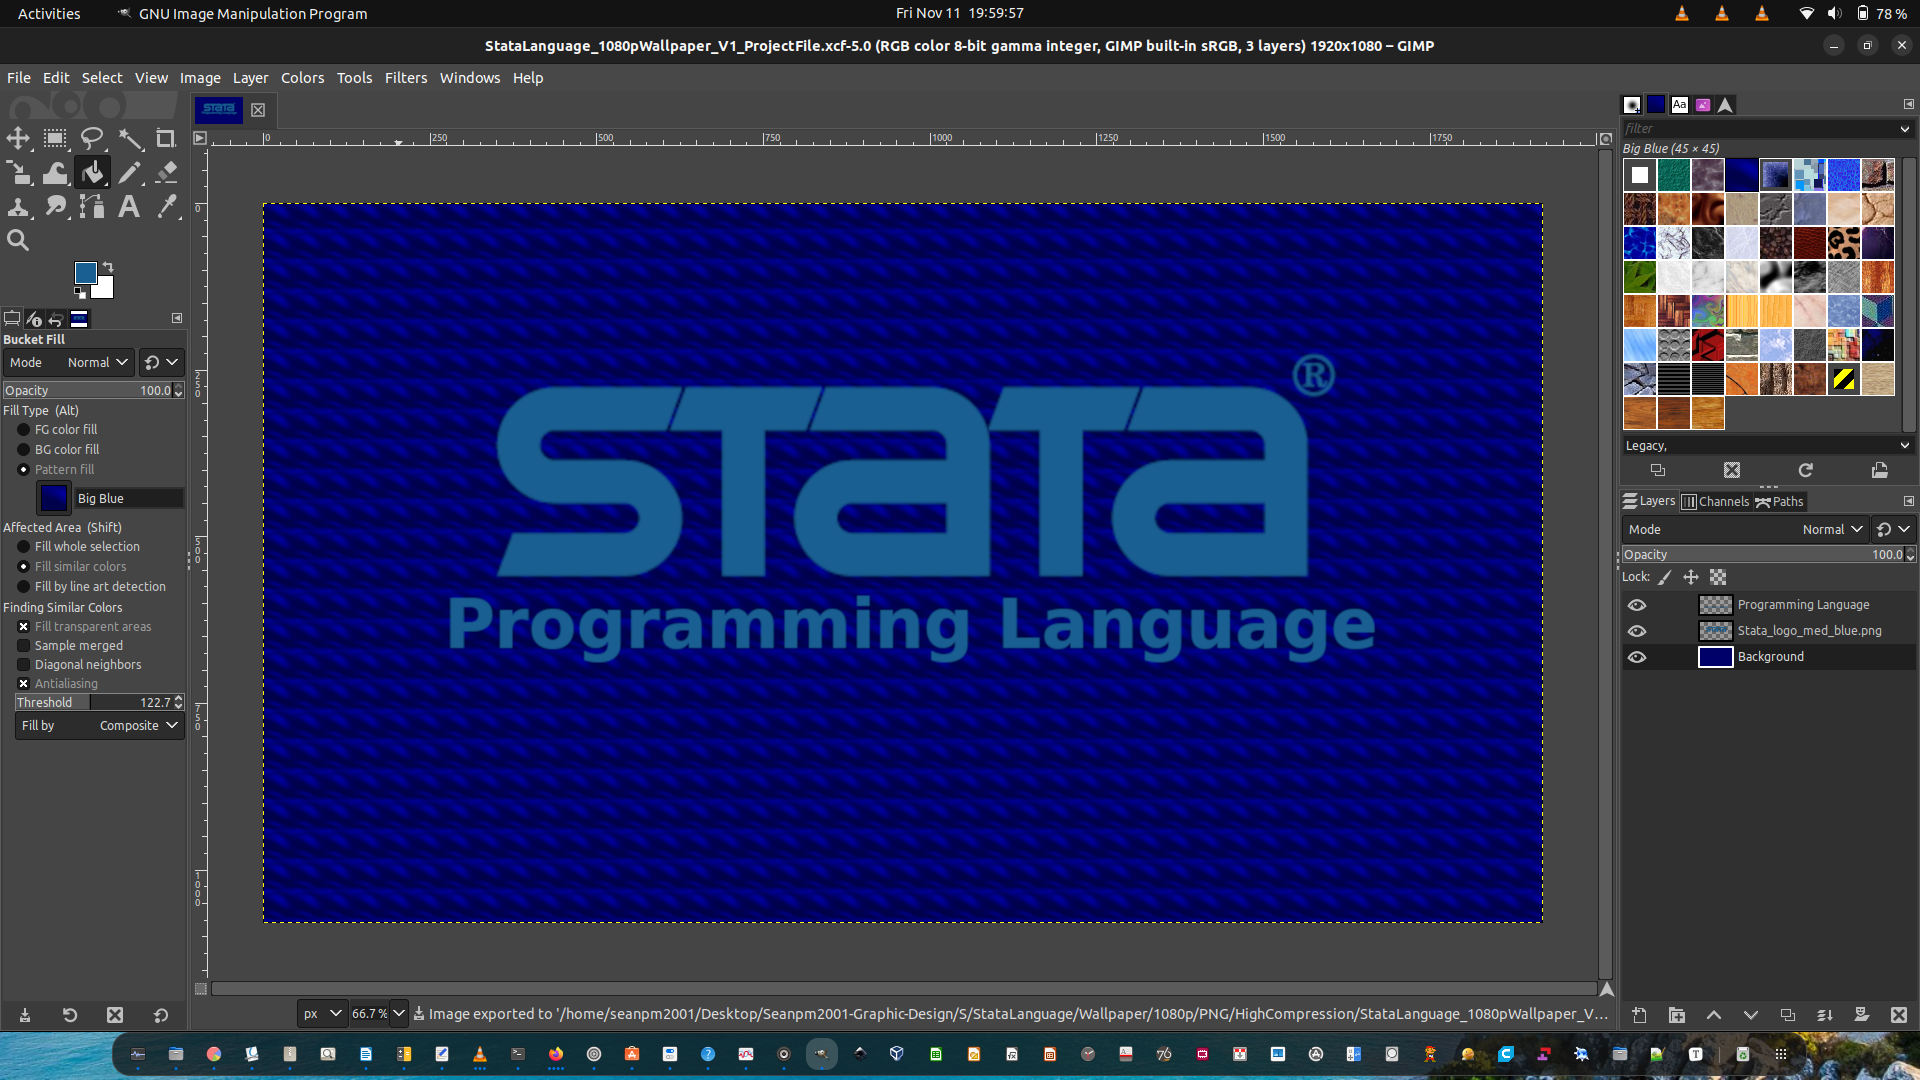 Activities
GNU Image Manipulation Program
Fri Nov 11 19:59:57
78 %
StataLanguage_1080pWallpaper_V1_ProjectFile.xcf-5.0 (RGB color 8-bit gamma integer, GIMP built-in sRGB, 3 layers) 1920x1080 – GIMP
File Edit Select View Image Layer Colors Tools Filters Windows Help
0 250 500 750 1000 1250 1500 1750
0
250
500
750
1000
Bucket Fill
Mode Normal
Opacity 100.0
Fill Type (Alt)
FG color fill
BG color fill
Pattern fill
Big Blue
Affected Area (Shift)
Fill whole selection
Fill similar colors
Fill by line art detection
Finding Similar Colors
Fill transparent areas
Sample merged
Diagonal neighbors
Antialiasing
Threshold 122.7
Fill by Composite
STaTa®
Programming Language
px 66.7 % Image exported to '/home/seanpm2001/Desktop/Seanpm2001-Graphic-Design/S/StataLanguage/Wallpaper/1080p/PNG/HighCompression/StataLanguage_1080pWallpaper_V…
Aa
filter
Big Blue (45 × 45)
Legacy,
Layers Channels Paths
Mode Normal
Opacity 100.0
Lock:
Programming Language
Stata_logo_med_blue.png
Background